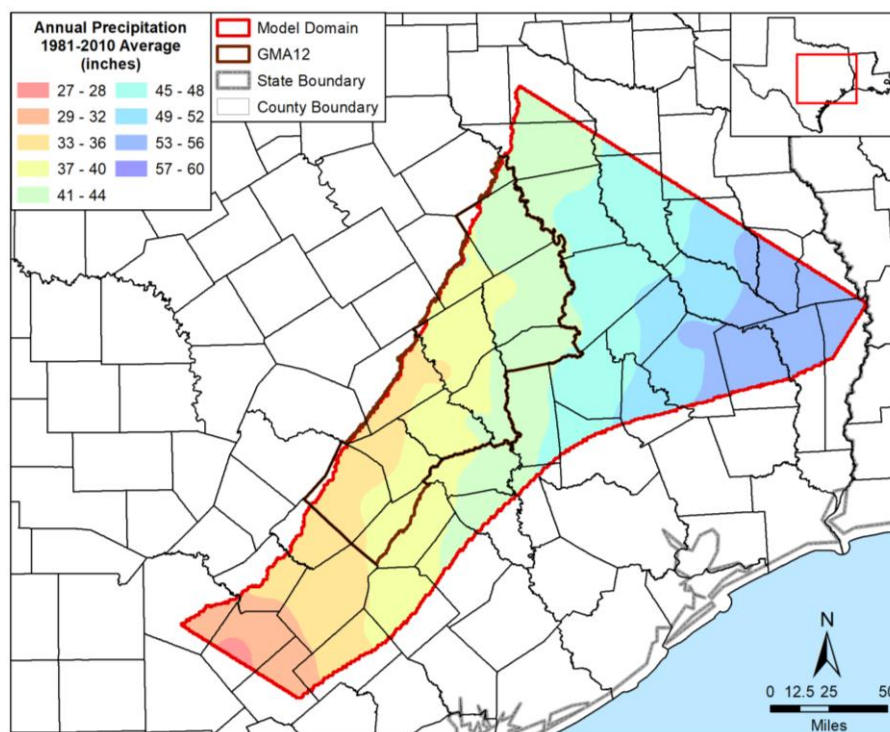 Annual Precipitation
1981-2010 Average
(inches)
27 - 28
45 - 48
29 - 32
49 - 52
33 - 36
53 - 56
37 - 40
57 - 60
41 - 44
Model Domain
GMA12
State Boundary
County Boundary
N
0 12.5 25 50
Miles